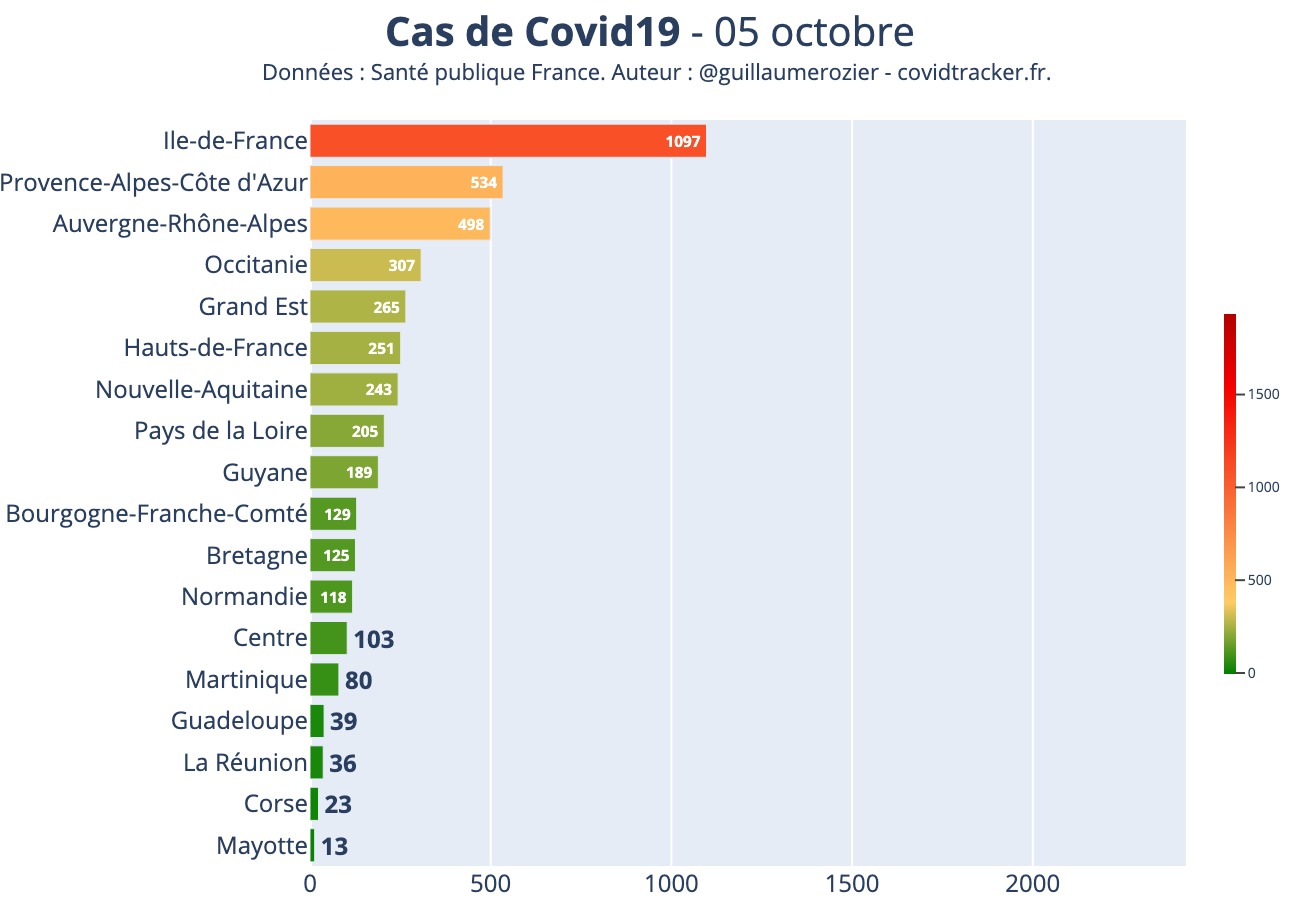 Cas de Covid19 - 05 octobre
Données : Santé publique France. Auteur : @guillaumerozier - covidtracker.fr.
Ile-de-France 1097
Provence-Alpes-Côte d'Azur 534
Auvergne-Rhône-Alpes 498
Occitanie 307
Grand Est 265
Hauts-de-France 251
Nouvelle-Aquitaine 243
Pays de la Loire 205
Guyane 189
Bourgogne-Franche-Comté 129
Bretagne 125
Normandie 118
Centre 103
Martinique 80
Guadeloupe 39
La Réunion 36
Corse 23
Mayotte 13
0 500 1000 1500 2000
1500
1000
500
0